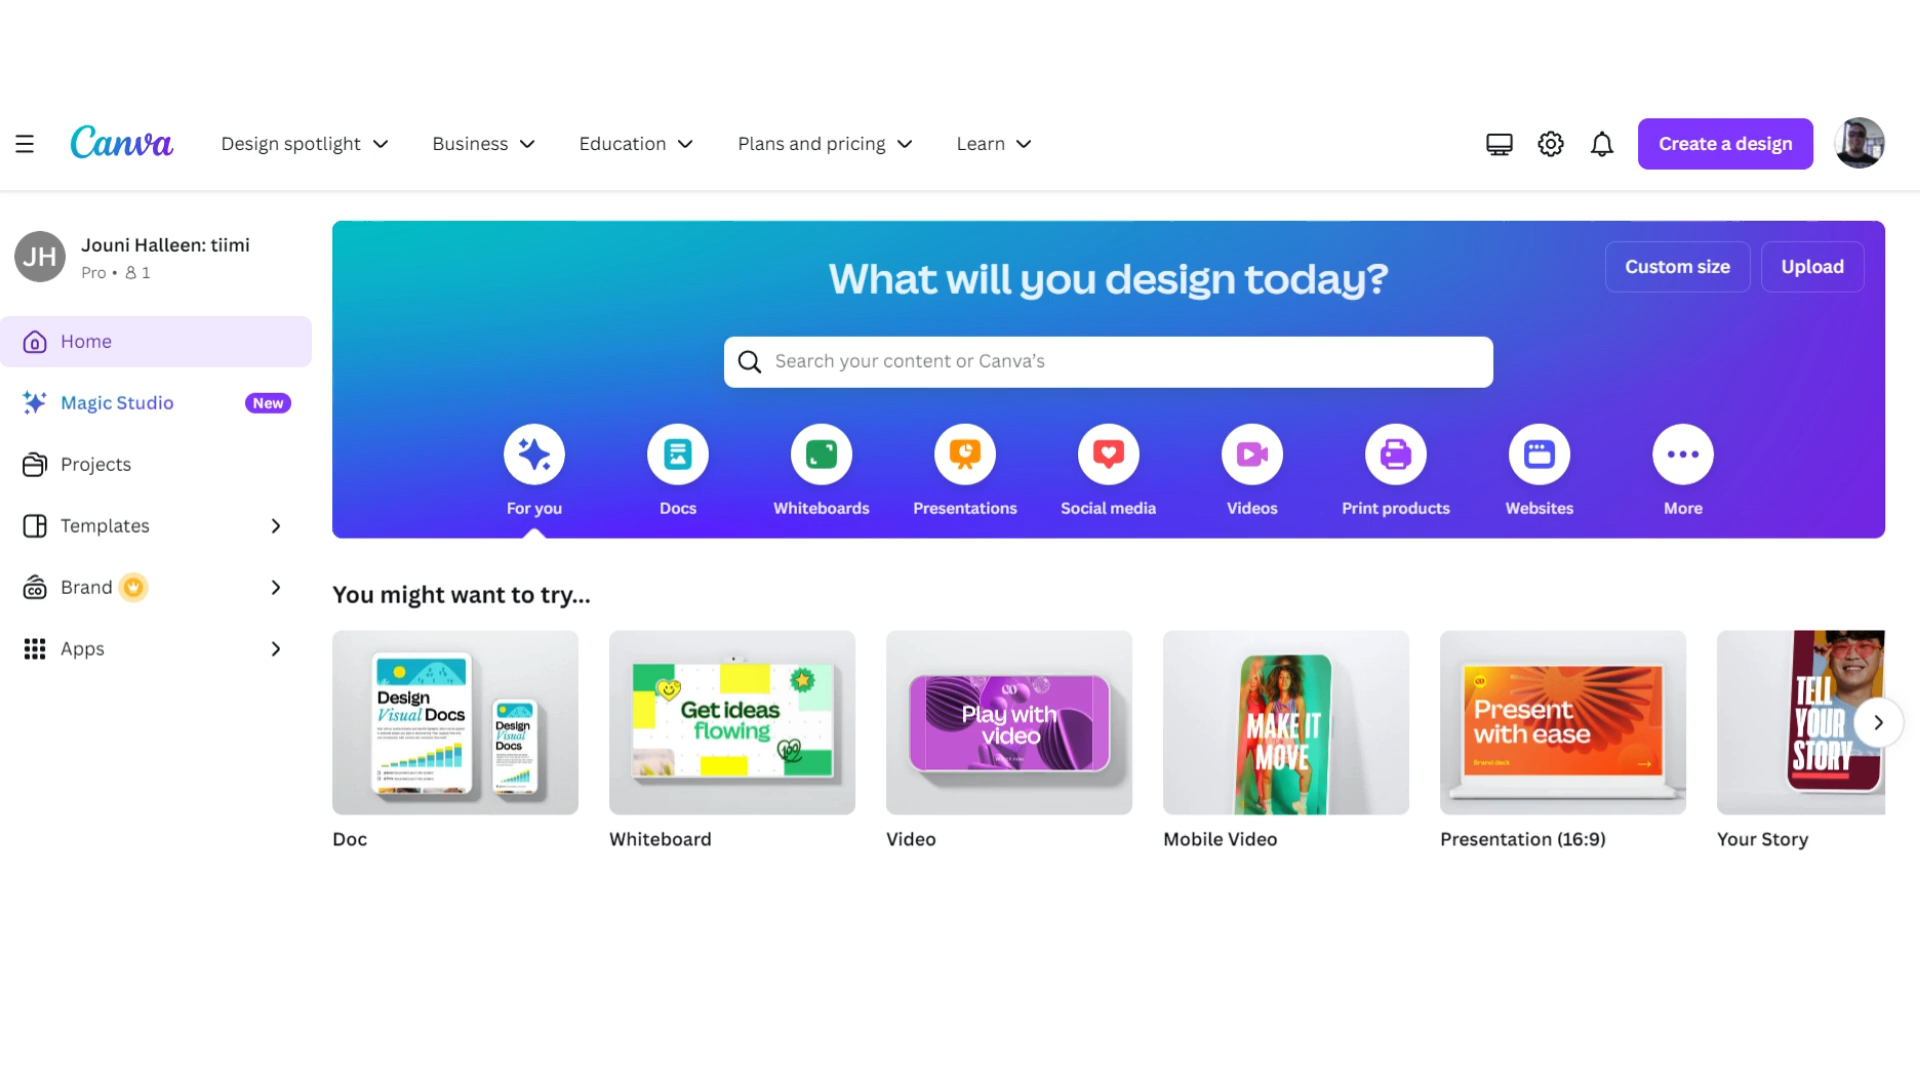 Canva
Design spotlight
Business
Education
Plans and pricing
Learn
Create a design
JH
Jouni Halleen: tiimi
Pro • 1
Home
Magic Studio
New
Projects
Templates
CO
Brand
Apps
What will you design today?
Custom size
Upload
Search your content or Canva's
For you
Docs
Whiteboards
Presentations
Social media
Videos
Print products
Websites
More
You might want to try...
Design
Visual Docs
Design
Visual
Docs
Get ideas
flowing
100
Play with
video
MAKE IT
MOVE
Present
with ease
Brand deck
TELL
YOUR
STORY
Doc
Whiteboard
Video
Mobile Video
Presentation (16:9)
Your Story